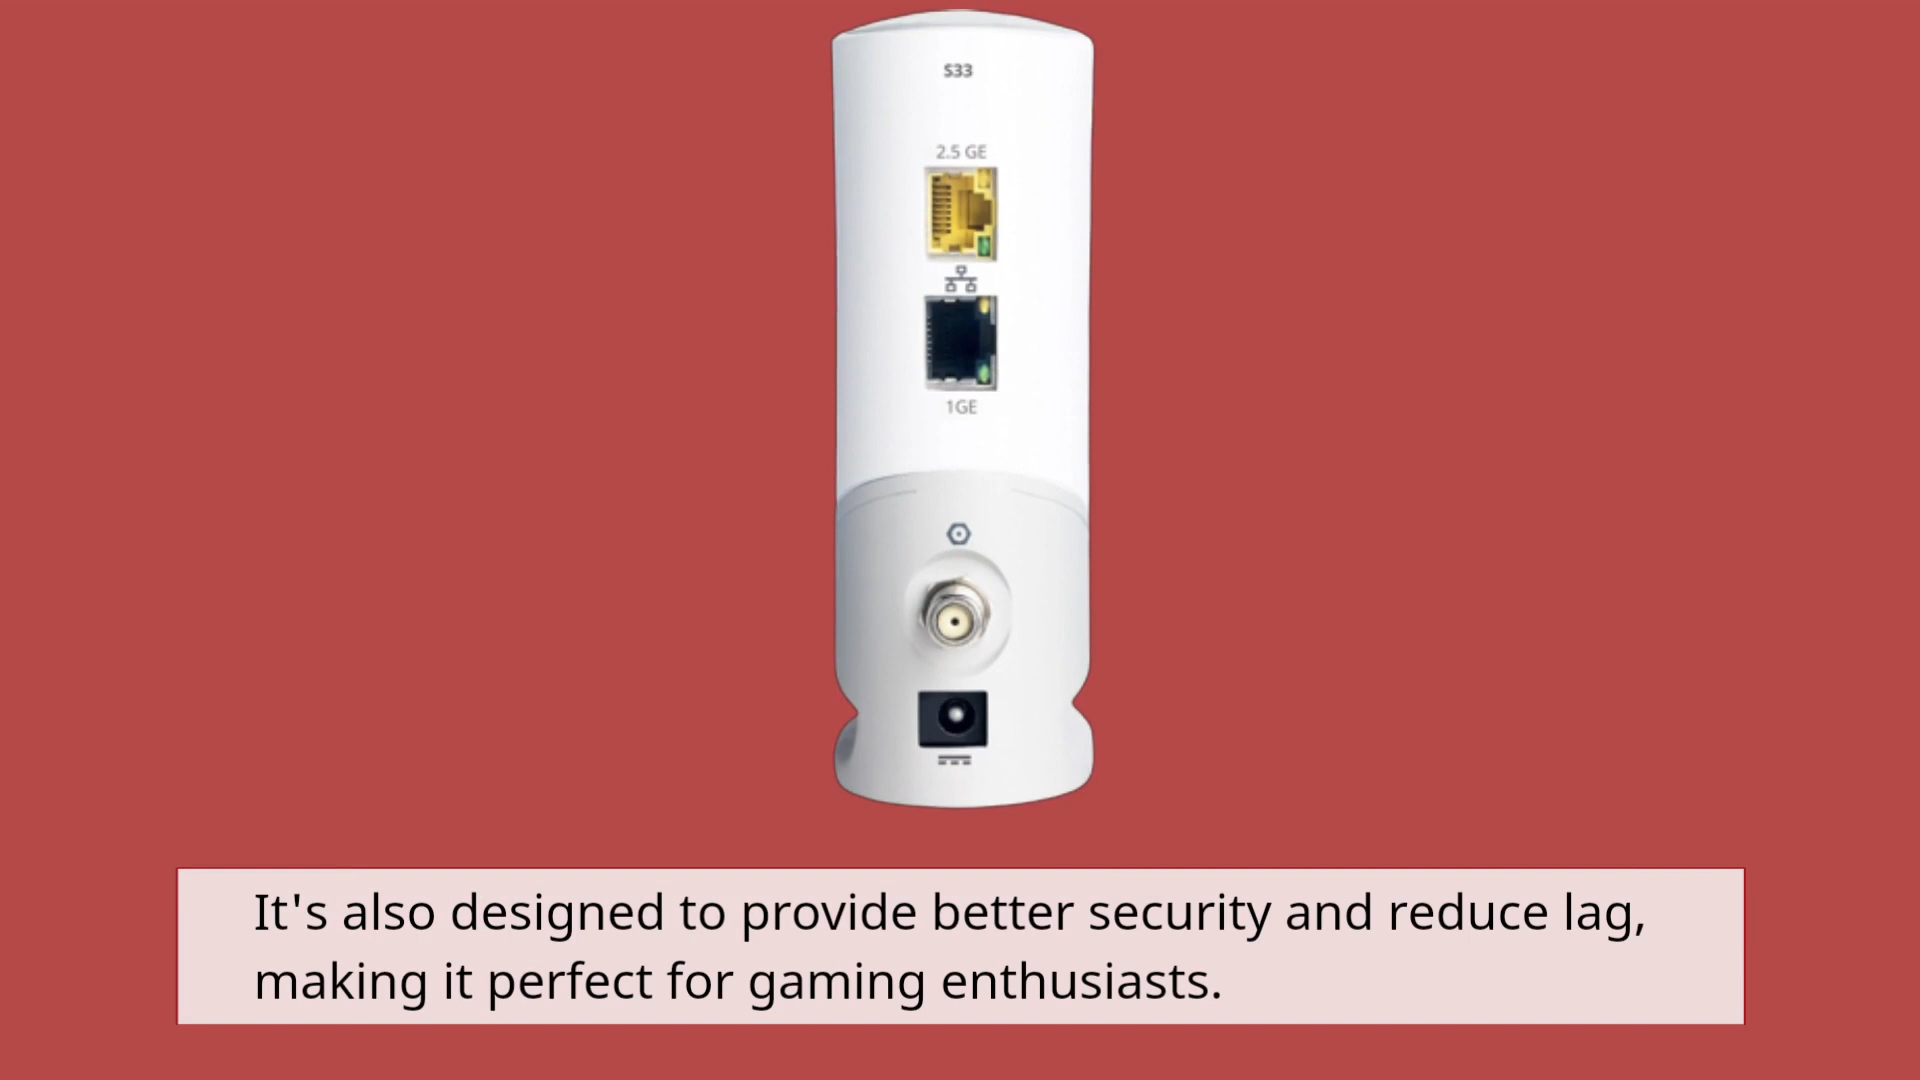 S33
2.5 GE
1GE
It's also designed to provide better security and reduce lag,
making it perfect for gaming enthusiasts.